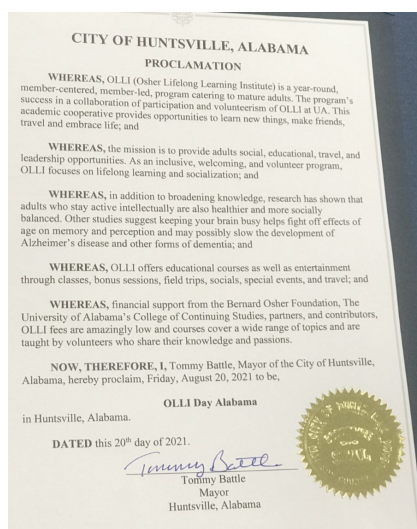 CITY OF HUNTSVILLE, ALABAMA
PROCLAMATION
WHEREAS, OLLI (Osher Lifelong Learning Institute) is a year-round,
member-centered, member-led, program catering to mature adults. The program's
success in a collaboration of participation and volunteerism of OLLI at UA. This
academic cooperative provides opportunities to learn new things, make friends,
travel and embrace life; and
WHEREAS, the mission is to provide adults social, educational, travel, and
leadership opportunities. As an inclusive, welcoming, and volunteer program,
OLLI focuses on lifelong learning and socialization; and
WHEREAS, in addition to broadening knowledge, research has shown that
adults who stay active intellectually are also healthier and more socially
balanced. Other studies suggest keeping your brain busy helps fight off effects of
age on memory and perception and may possibly slow the development of
Alzheimer's disease and other forms of dementia; and
WHEREAS, OLLI offers educational courses as well as entertainment
through classes, bonus sessions, field trips, socials, special events, and travel; and
WHEREAS, financial support from the Bernard Osher Foundation, The
University of Alabama's College of Continuing Studies, partners, and contributors,
OLLI fees are amazingly low and courses cover a wide range of topics and are
taught by volunteers who share their knowledge and passions.
NOW, THEREFORE, I, Tommy Battle, Mayor of the City of Huntsville,
Alabama, hereby proclaim, Friday, August 20, 2021 to be,
OLLI Day Alabama
in Huntsville, Alabama.
DATED this 20th day of 2021.
Tommy Battle
Tommy Battle
Mayor
Huntsville, Alabama